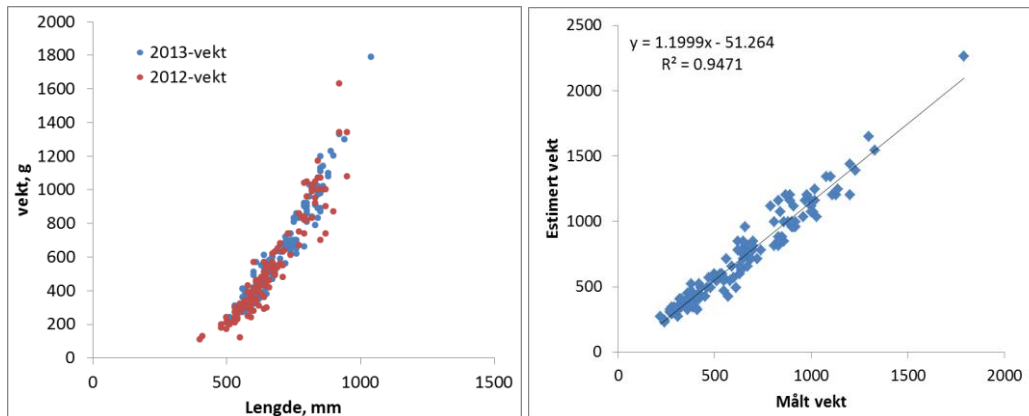 2000
1800
1600
1400
1200
1000
800
600
400
200
0
vekt, g
2013-vekt
2012-vekt
0 500 1000 1500
Lengde, mm
2500
2000
1500
1000
500
0
Estimert vekt
y = 1.1999x - 51.264
R² = 0.9471
0 500 1000 1500 2000
Målt vekt